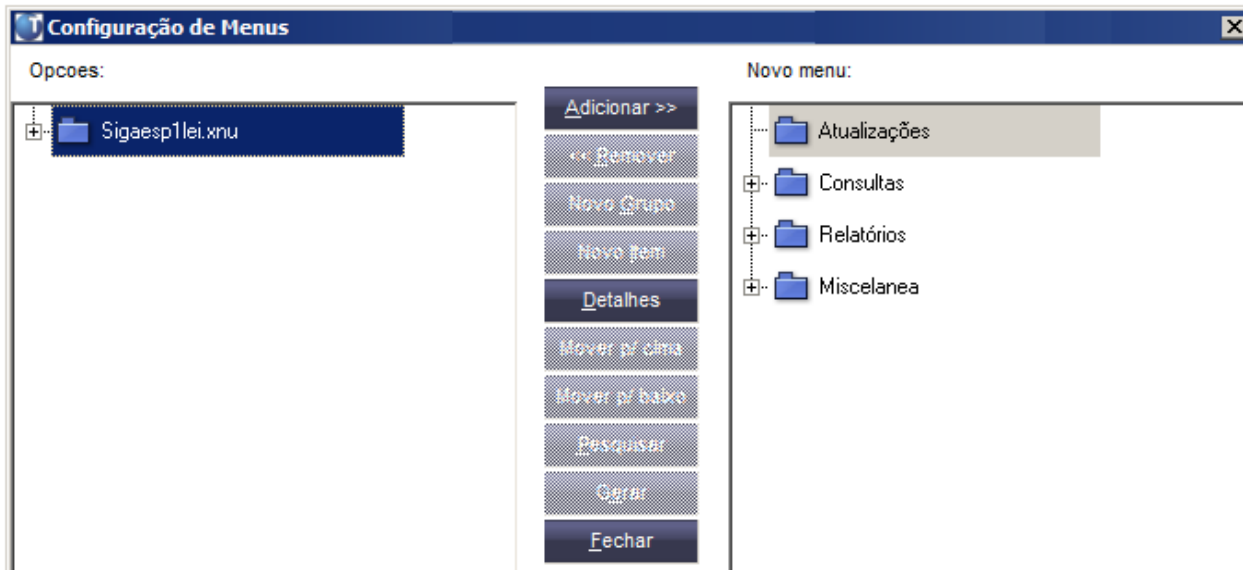 Configuração de Menus
Opcoes:
Novo menu:
Sigaesp1lei.xnu
Adicionar >>
<< Remover
Novo Grupo
Novo Item
Detalhes
Mover p/ cima
Mover p/ baixo
Pesquisar
Gerar
Fechar
Atualizações
Consultas
Relatórios
Miscelanea